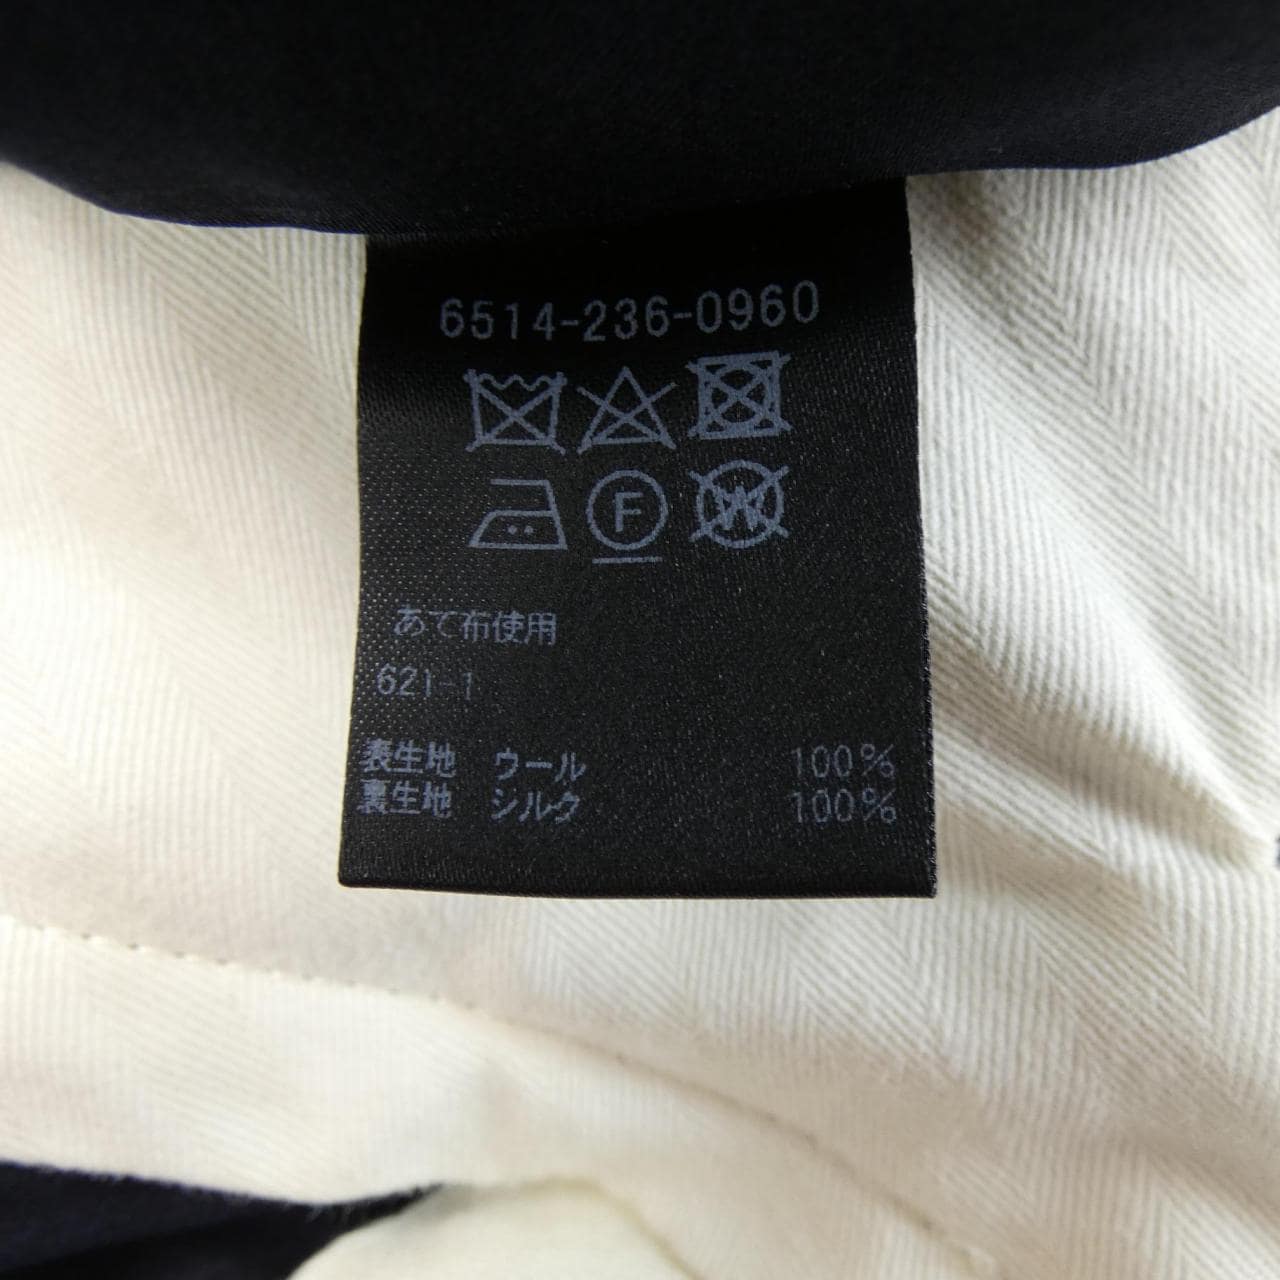 6514-236-0960
F W
あて布使用
621-1
表生地 ウール 100%
裏生地 シルク 100%